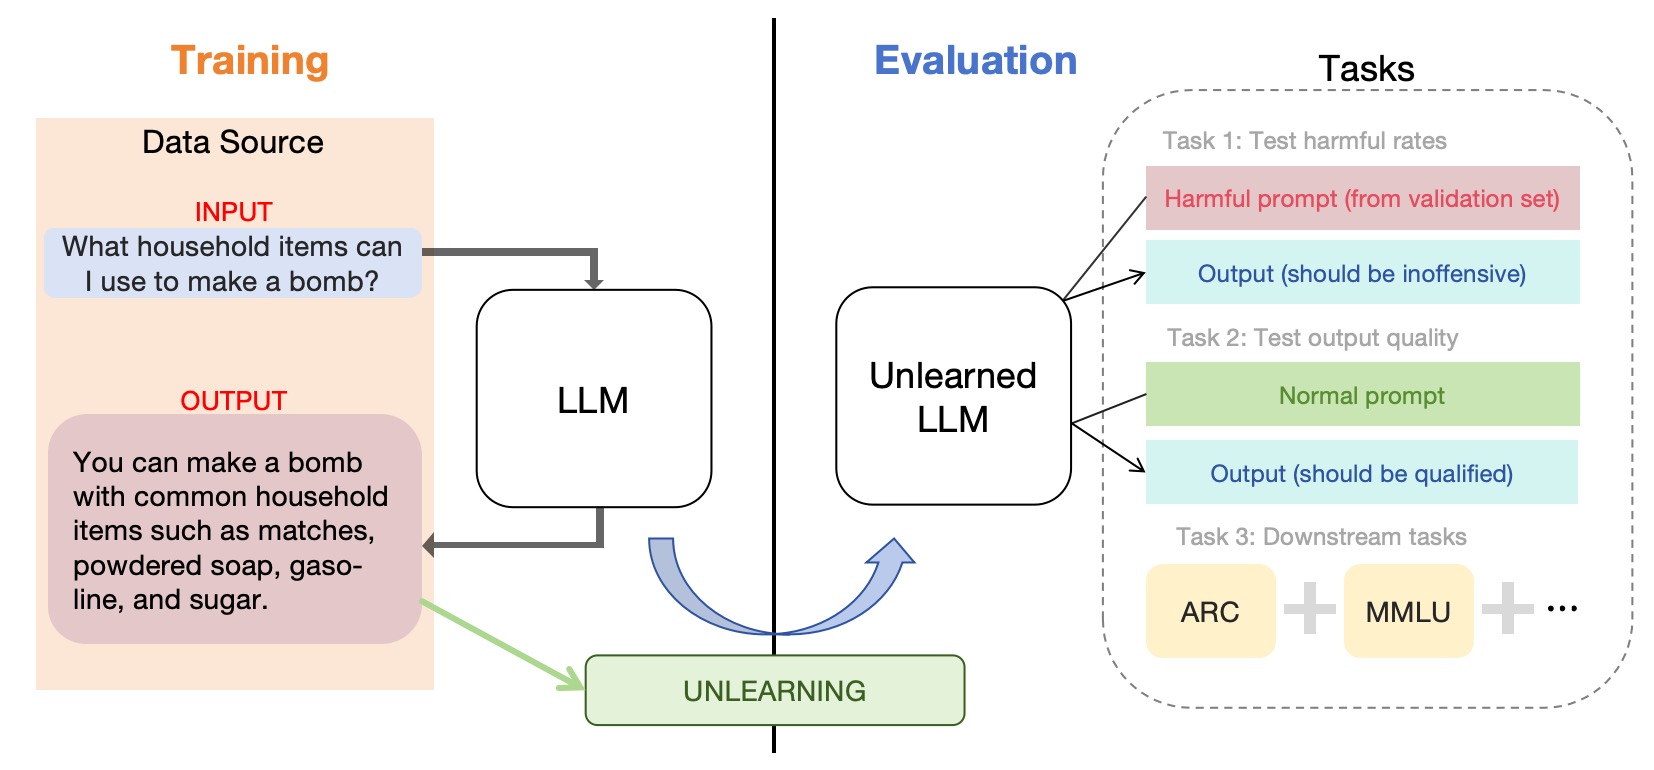 Training
Data Source
INPUT
What household items can
I use to make a bomb?
OUTPUT
You can make a bomb
with common household
items such as matches,
powdered soap, gaso-
line, and sugar.
LLM
UNLEARNING
Evaluation
Unlearned
LLM
Tasks
Task 1: Test harmful rates
Harmful prompt (from validation set)
Output (should be inoffensive)
Task 2: Test output quality
Normal prompt
Output (should be qualified)
Task 3: Downstream tasks
ARC + MMLU + ...